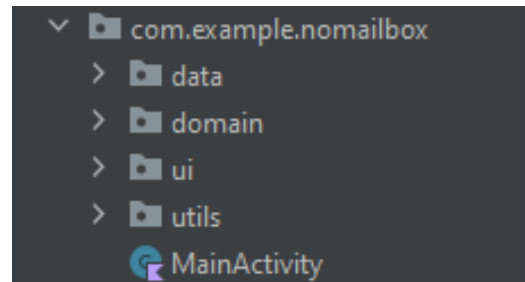 com.example.nomailbox
data
domain
ui
utils
MainActivity